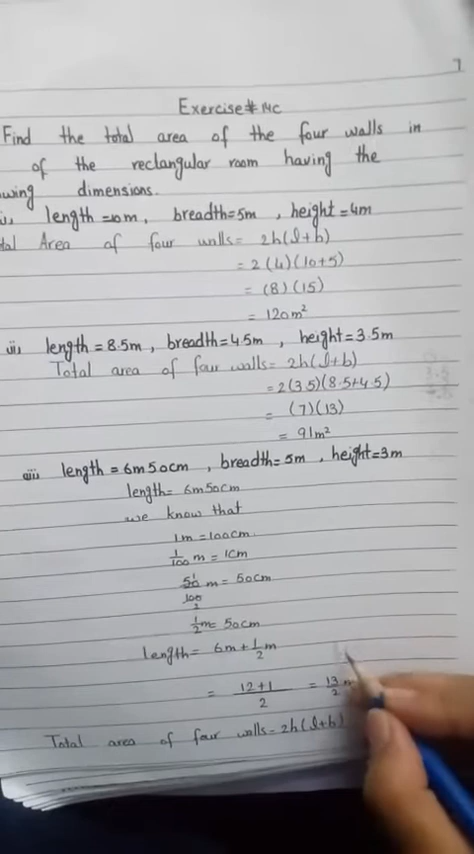 7
Exercise # 14C
Find the total area of the four walls in
of the rectangular room having the
wing dimensions.
i, length = 10m, breadth=5m, height=4m
tal Area of four walls= 2h(l+b)
= 2(4)(10+5)
= (8)(15)
= 120m²
ii, length = 8.5m, breadth=4.5m, height=3.5m
Total area of four walls= 2h(l+b)
= 2(3.5)(8.5+4.5)
= (7)(13)
= 91m²
iii, length = 6m 50cm, breadth=5m, height=3m
length= 6m50cm
we know that
1m=100cm
1/100 m = 1cm
50/100 m = 50cm
1
2
1/2 m= 50cm
length= 6m+1/2 m
= 12+1/2 = 13/2 m
Total area of four walls=2h(l+b)